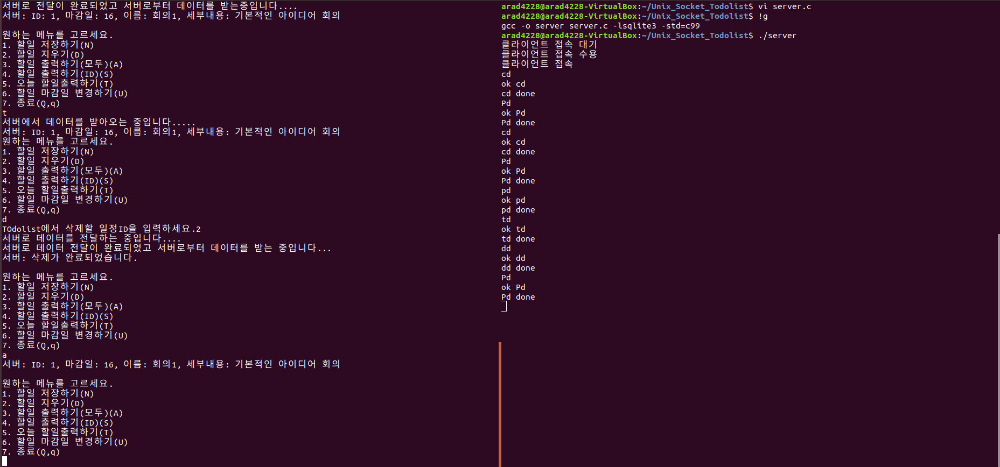 서버로 전달이 완료되었고 서버로부터 데이터를 받는중입니다....
서버: ID: 1, 마감일: 16, 이름: 회의1, 세부내용: 기본적인 아이디어 회의
원하는 메뉴를 고르세요.
1. 할일 저장하기(N)
2. 할일 지우기(D)
3. 할일 출력하기(모두)(A)
4. 할일 출력하기(ID)(S)
5. 오늘 할일출력하기(T)
6. 할일 마감일 변경하기(U)
7. 종료(Q,q)
t
서버에서 데이터를 받아오는 중입니다.....
서버: ID: 1, 마감일: 16, 이름: 회의1, 세부내용: 기본적인 아이디어 회의
원하는 메뉴를 고르세요.
1. 할일 저장하기(N)
2. 할일 지우기(D)
3. 할일 출력하기(모두)(A)
4. 할일 출력하기(ID)(S)
5. 오늘 할일출력하기(T)
6. 할일 마감일 변경하기(U)
7. 종료(Q,q)
d
TOdolist에서 삭제할 일정ID을 입력하세요.2
서버로 데이터를 전달하는 중입니다....
서버로 데이터 전달이 완료되었고 서버로부터 데이터를 받는 중입니다...
서버: 삭제가 완료되었습니다.
원하는 메뉴를 고르세요.
1. 할일 저장하기(N)
2. 할일 지우기(D)
3. 할일 출력하기(모두)(A)
4. 할일 출력하기(ID)(S)
5. 오늘 할일출력하기(T)
6. 할일 마감일 변경하기(U)
7. 종료(Q,q)
a
서버: ID: 1, 마감일: 16, 이름: 회의1, 세부내용: 기본적인 아이디어 회의
원하는 메뉴를 고르세요.
1. 할일 저장하기(N)
2. 할일 지우기(D)
3. 할일 출력하기(모두)(A)
4. 할일 출력하기(ID)(S)
5. 오늘 할일출력하기(T)
6. 할일 마감일 변경하기(U)
7. 종료(Q,q)
arad4228@arad4228-VirtualBox:~/Unix_Socket_Todolist$ vi server.c
arad4228@arad4228-VirtualBox:~/Unix_Socket_Todolist$ !g
gcc -o server server.c -lsqlite3 -std=c99
arad4228@arad4228-VirtualBox:~/Unix_Socket_Todolist$ ./server
클라이언트 접속 대기
클라이언트 접속 수용
클라이언트 접속
cd
ok cd
cd done
Pd
ok Pd
Pd done
cd
ok cd
cd done
Pd
ok Pd
Pd done
pd
ok pd
pd done
td
ok td
td done
dd
ok dd
dd done
Pd
ok Pd
Pd done